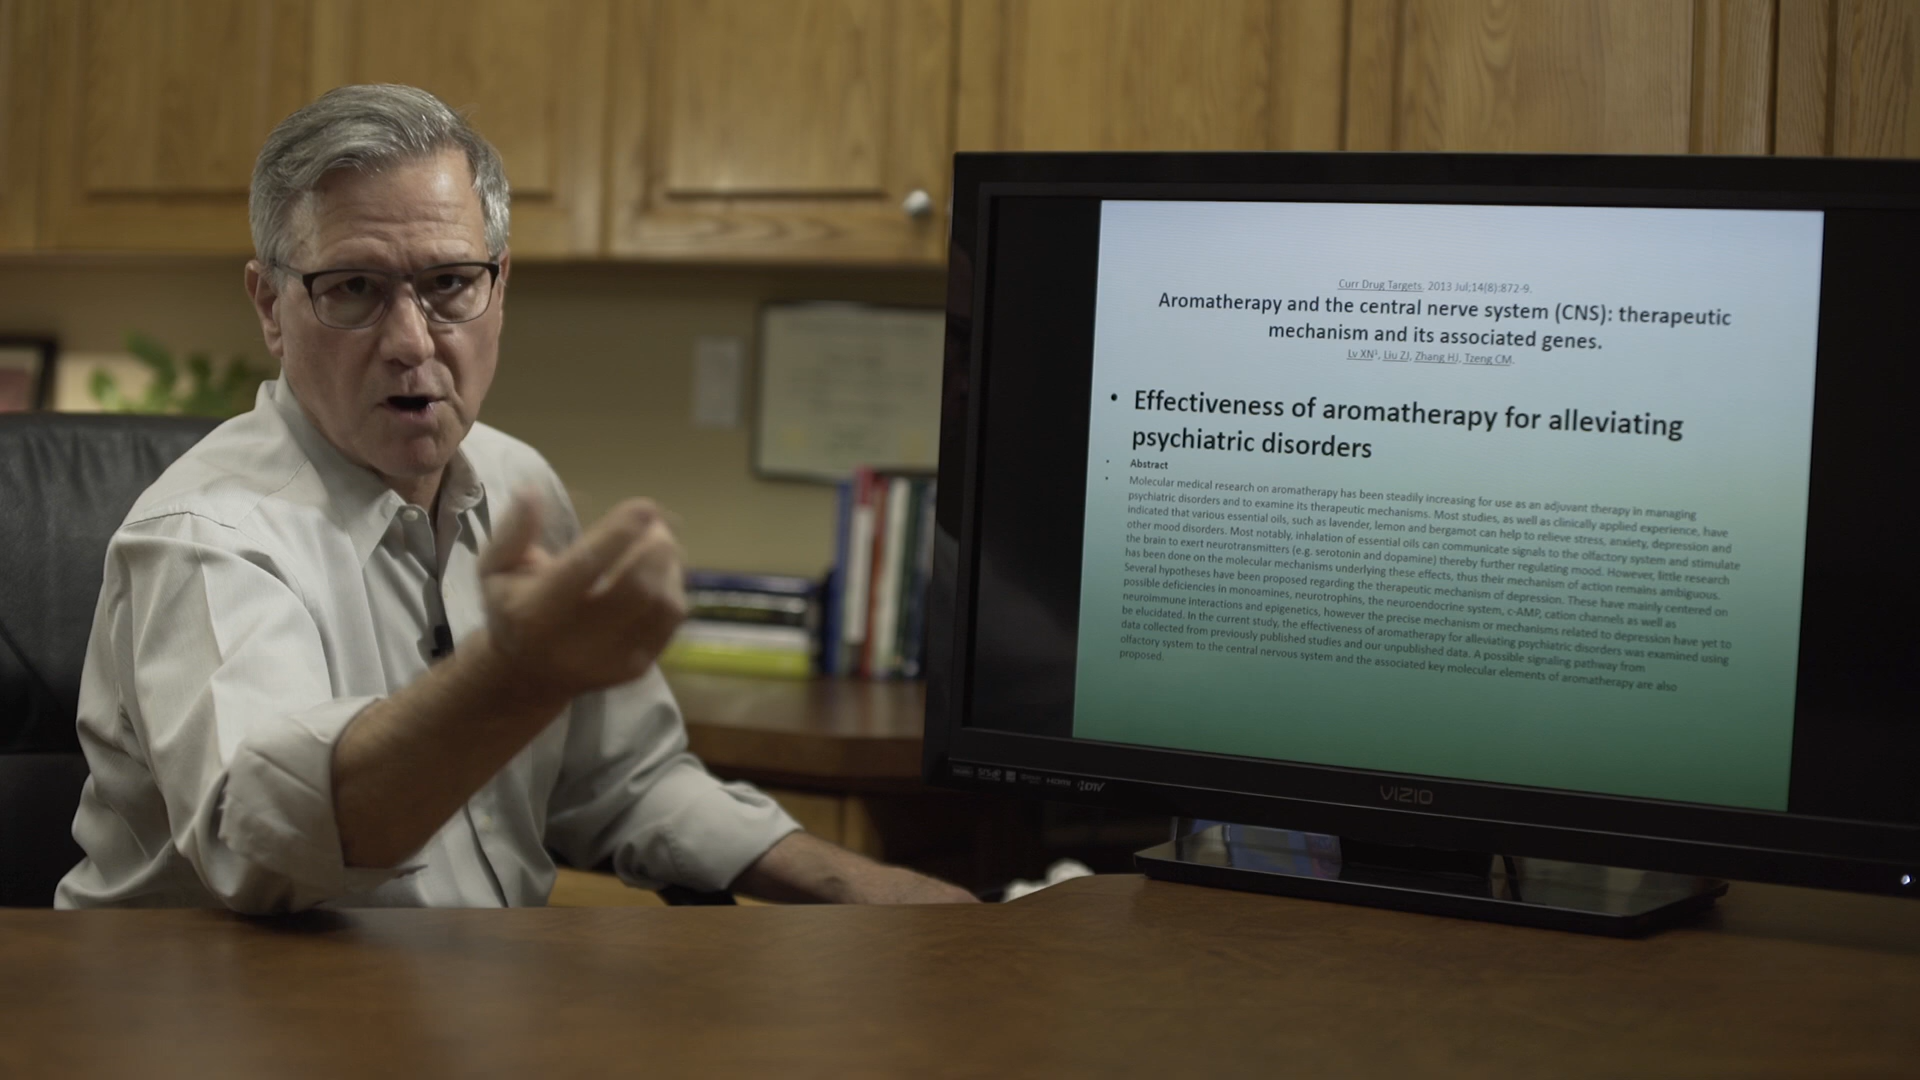 Curr Drug Targets. 2013 Jul;14(8):872-9.
Aromatherapy and the central nerve system (CNS): therapeutic
mechanism and its associated genes.
Lv XN¹, Liu ZJ, Zhang HJ, Tzeng CM.
• Effectiveness of aromatherapy for alleviating
psychiatric disorders
• Abstract
• Molecular medical research on aromatherapy has been steadily increasing for use as an adjuvant therapy in managing
psychiatric disorders and to examine its therapeutic mechanisms. Most studies, as well as clinically applied experience, have
indicated that various essential oils, such as lavender, lemon and bergamot can help to relieve stress, anxiety, depression and
other mood disorders. Most notably, inhalation of essential oils can communicate signals to the olfactory system and stimulate
the brain to exert neurotransmitters (e.g. serotonin and dopamine) thereby further regulating mood. However, little research
has been done on the molecular mechanisms underlying these effects, thus their mechanism of action remains ambiguous.
Several hypotheses have been proposed regarding the therapeutic mechanism of depression. These have mainly centered on
possible deficiencies in monoamines, neurotrophins, the neuroendocrine system, c-AMP, cation channels as well as
neuroimmune interactions and epigenetics, however the precise mechanism or mechanisms related to depression have yet to
be elucidated. In the current study, the effectiveness of aromatherapy for alleviating psychiatric disorders was examined using
data collected from previously published studies and our unpublished data. A possible signaling pathway from
olfactory system to the central nervous system and the associated key molecular elements of aromatherapy are also
proposed.
HDMI HDTV
VIZIO